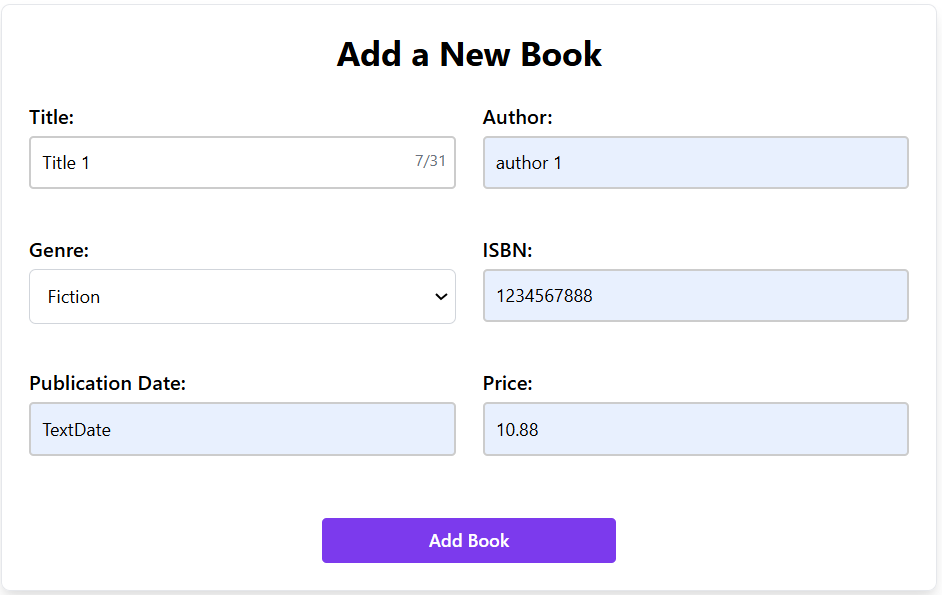 Add a New Book
Title:
Author:
Title 1
7/31
author 1
Genre:
ISBN:
Fiction
1234567888
Publication Date:
Price:
TextDate
10.88
Add Book